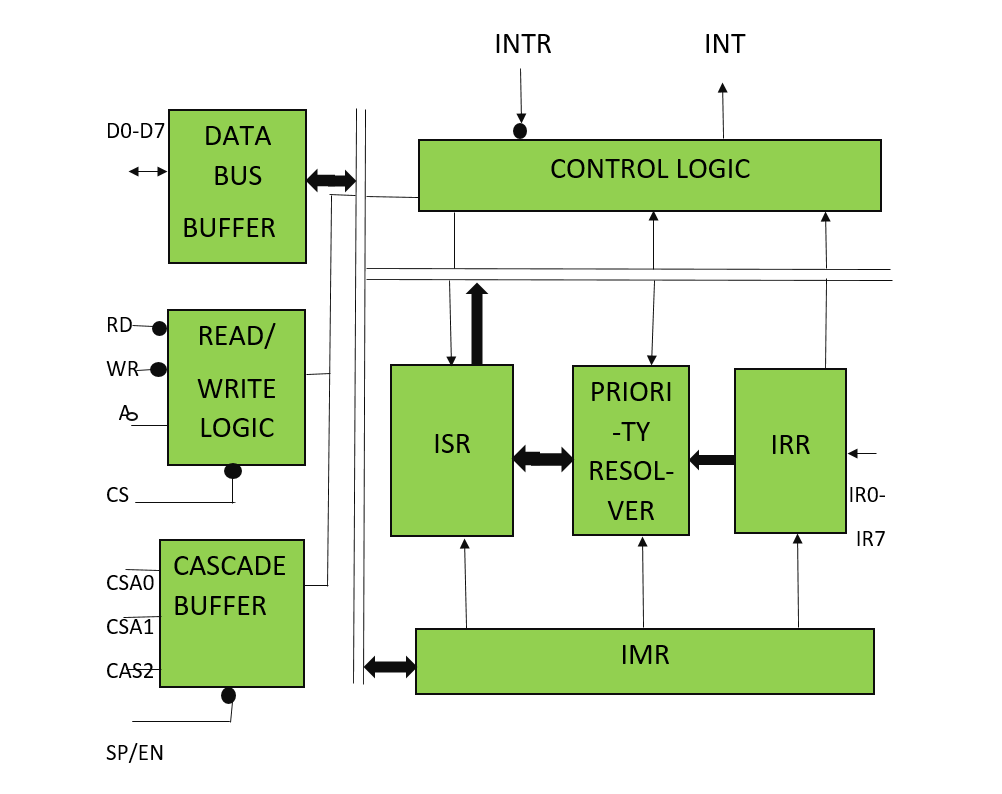 INTR
INT
D0-D7
DATA
BUS
BUFFER
CONTROL LOGIC
RD
WR
A
READ/
WRITE
LOGIC
CS
ISR
PRIORI
-TY
RESOL-
VER
IRR
IR0-
IR7
CASCADE
BUFFER
CSA0
CSA1
CAS2
SP/EN
IMR